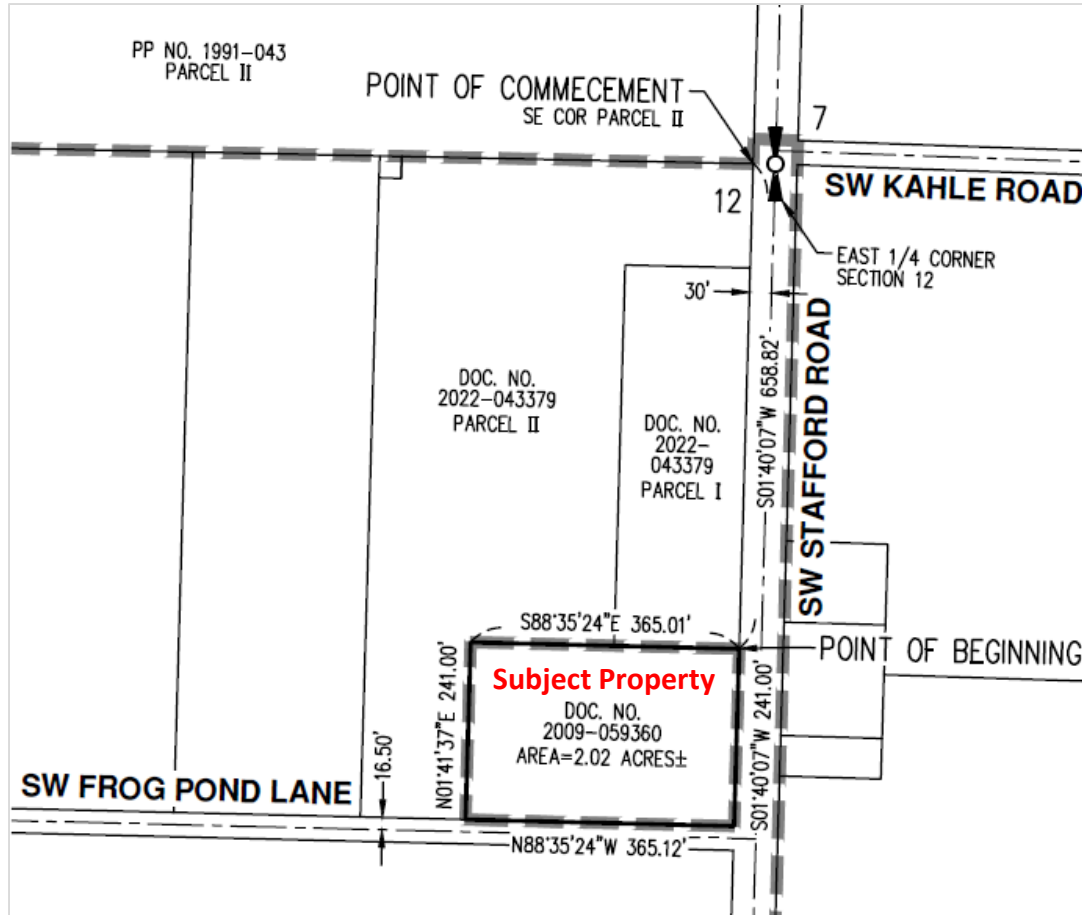 PP NO. 1991-043
PARCEL II
POINT OF COMMECEMENT
SE COR PARCEL II
7
12
SW KAHLE ROAD
EAST 1/4 CORNER
SECTION 12
30'
S01°40'07"W 658.82'
SW STAFFORD ROAD
DOC. NO.
2022-043379
PARCEL II
DOC. NO.
2022-
043379
PARCEL I
S88°35'24"E 365.01'
POINT OF BEGINNING
N01°41'37"E 241.00'
Subject Property
DOC. NO.
2009-059360
AREA=2.02 ACRES±
S01°40'07"W 241.00'
16.50'
SW FROG POND LANE
N88°35'24"W 365.12'